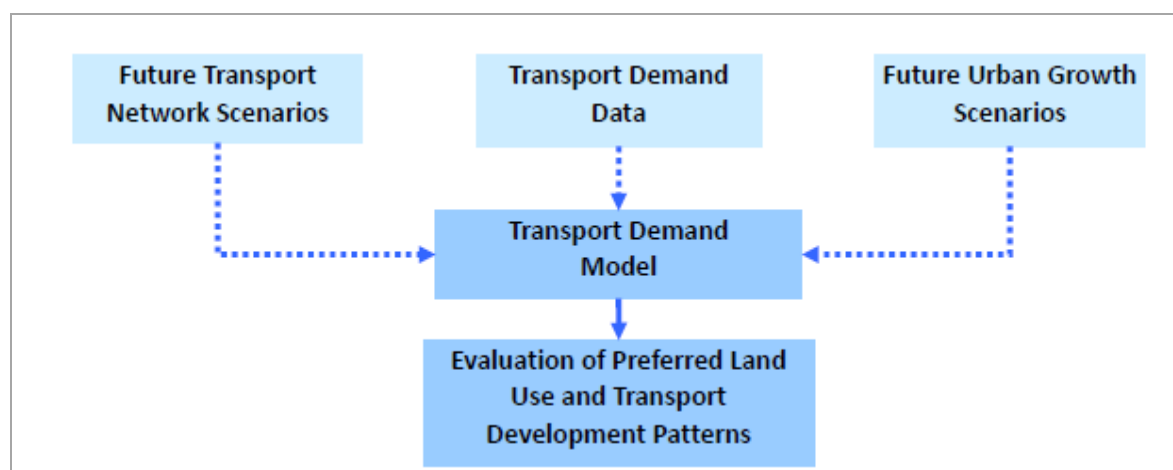 Future Transport
Network Scenarios
Transport Demand
Data
Future Urban Growth
Scenarios
Transport Demand
Model
Evaluation of Preferred Land
Use and Transport
Development Patterns